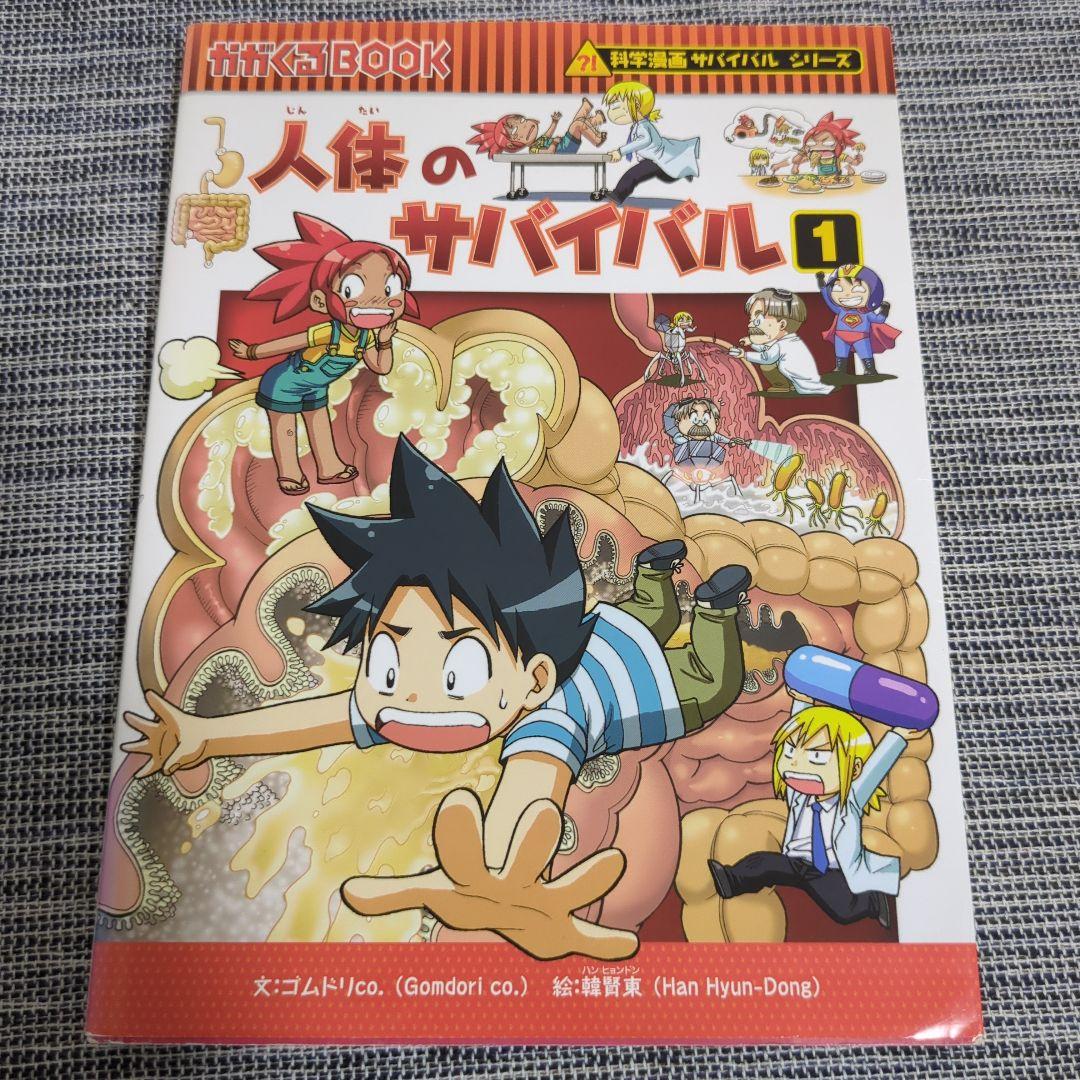 かがくるBOOK
?! 科学漫画 サバイバル シリーズ
じん たい
人体の
サバイバル 1
ハン ヒョンドン
文:ゴムドリco.(Gomdori co.) 絵:韓賢東(Han Hyun-Dong)